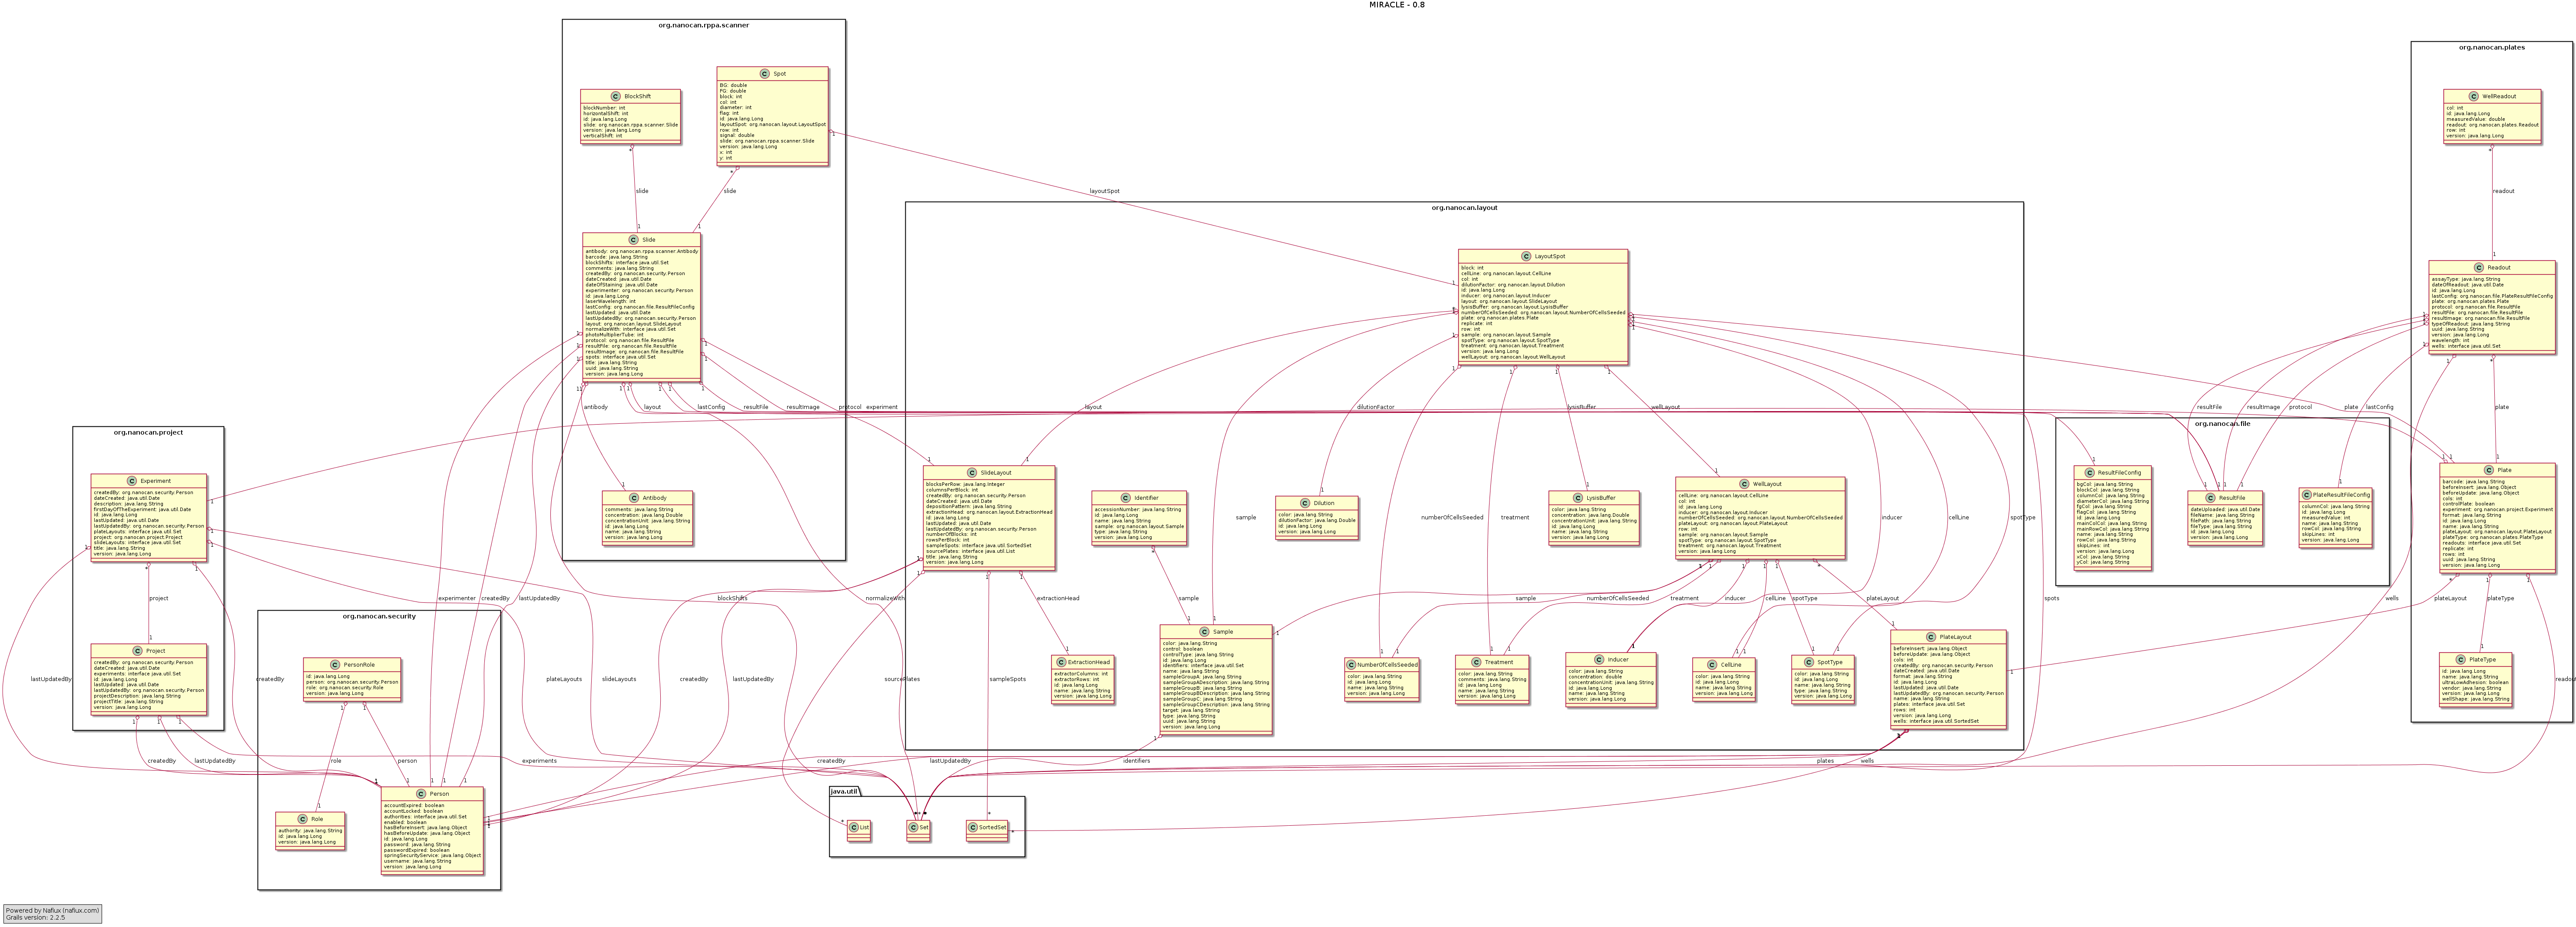 MIRACLE - 0.8
org.nanocan.rppa.scanner
Spot
BG: double
FG: double
block: int
col: int
diameter: int
flag: int
id: java.lang.Long
layoutSpot: org.nanocan.layout.LayoutSpot
row: int
signal: double
slide: org.nanocan.rppa.scanner.Slide
version: java.lang.Long
x: int
y: int
BlockShift
blockNumber: int
horizontalShift: int
id: java.lang.Long
slide: org.nanocan.rppa.scanner.Slide
version: java.lang.Long
verticalShift: int
Slide
antibody: org.nanocan.rppa.scanner.Antibody
barcode: java.lang.String
blockShifts: interface java.util.Set
comments: java.lang.String
createdBy: org.nanocan.security.Person
dateCreated: java.util.Date
dateOfStaining: java.util.Date
experimenter: org.nanocan.security.Person
id: java.lang.Long
laserWavelength: int
lastConfig: org.nanocan.file.ResultFileConfig
lastUpdated: java.util.Date
lastUpdatedBy: org.nanocan.security.Person
layout: org.nanocan.layout.SlideLayout
normalizeWith: interface java.util.Set
photoMultiplierTube: int
protocol: org.nanocan.file.ResultFile
resultFile: org.nanocan.file.ResultFile
resultImage: org.nanocan.file.ResultFile
spots: interface java.util.Set
title: java.lang.String
uuid: java.lang.String
version: java.lang.Long
Antibody
comments: java.lang.String
concentration: java.lang.Double
concentrationUnit: java.lang.String
id: java.lang.Long
name: java.lang.String
version: java.lang.Long
org.nanocan.plates
WellReadout
col: int
id: java.lang.Long
measuredValue: double
readout: org.nanocan.plates.Readout
row: int
version: java.lang.Long
Readout
assayType: java.lang.String
dateOfReadout: java.util.Date
id: java.lang.Long
lastConfig: org.nanocan.file.PlateResultFileConfig
plate: org.nanocan.plates.Plate
protocol: org.nanocan.file.ResultFile
resultFile: org.nanocan.file.ResultFile
resultImage: org.nanocan.file.ResultFile
typeOfReadout: java.lang.String
uuid: java.lang.String
version: java.lang.Long
wavelength: int
wells: interface java.util.Set
Plate
barcode: java.lang.String
beforeInsert: java.lang.Object
beforeUpdate: java.lang.Object
cols: int
controlPlate: boolean
experiment: org.nanocan.project.Experiment
format: java.lang.String
id: java.lang.Long
name: java.lang.String
plateLayout: org.nanocan.layout.PlateLayout
plateType: org.nanocan.plates.PlateType
readouts: interface java.util.Set
replicate: int
rows: int
uuid: java.lang.String
version: java.lang.Long
PlateType
id: java.lang.Long
name: java.lang.String
ultraLowAdhesion: boolean
vendor: java.lang.String
version: java.lang.Long
wellShape: java.lang.String
org.nanocan.layout
LayoutSpot
block: int
cellLine: org.nanocan.layout.CellLine
col: int
dilutionFactor: org.nanocan.layout.Dilution
id: java.lang.Long
inducer: org.nanocan.layout.Inducer
layout: org.nanocan.layout.SlideLayout
lysisBuffer: org.nanocan.layout.LysisBuffer
numberOfCellsSeeded: org.nanocan.layout.NumberOfCellsSeeded
plate: org.nanocan.plates.Plate
replicate: int
row: int
sample: org.nanocan.layout.Sample
spotType: org.nanocan.layout.SpotType
treatment: org.nanocan.layout.Treatment
version: java.lang.Long
wellLayout: org.nanocan.layout.WellLayout
SlideLayout
blocksPerRow: java.lang.Integer
columnsPerBlock: int
createdBy: org.nanocan.security.Person
dateCreated: java.util.Date
depositionPattern: java.lang.String
extractionHead: org.nanocan.layout.ExtractionHead
id: java.lang.Long
lastUpdated: java.util.Date
lastUpdatedBy: org.nanocan.security.Person
numberOfBlocks: int
rowsPerBlock: int
sampleSpots: interface java.util.SortedSet
sourcePlates: interface java.util.List
title: java.lang.String
version: java.lang.Long
Identifier
accessionNumber: java.lang.String
id: java.lang.Long
name: java.lang.String
sample: org.nanocan.layout.Sample
type: java.lang.String
version: java.lang.Long
Dilution
color: java.lang.String
dilutionFactor: java.lang.Double
id: java.lang.Long
version: java.lang.Long
LysisBuffer
color: java.lang.String
concentration: java.lang.Double
concentrationUnit: java.lang.String
id: java.lang.Long
name: java.lang.String
version: java.lang.Long
WellLayout
cellLine: org.nanocan.layout.CellLine
col: int
id: java.lang.Long
inducer: org.nanocan.layout.Inducer
numberOfCellsSeeded: org.nanocan.layout.NumberOfCellsSeeded
plateLayout: org.nanocan.layout.PlateLayout
row: int
sample: org.nanocan.layout.Sample
spotType: org.nanocan.layout.SpotType
treatment: org.nanocan.layout.Treatment
version: java.lang.Long
ExtractionHead
extractorColumns: int
extractorRows: int
id: java.lang.Long
name: java.lang.String
version: java.lang.Long
Sample
color: java.lang.String
control: boolean
controlType: java.lang.String
id: java.lang.Long
identifiers: interface java.util.Set
name: java.lang.String
sampleGroupA: java.lang.String
sampleGroupADescription: java.lang.String
sampleGroupB: java.lang.String
sampleGroupBDescription: java.lang.String
sampleGroupC: java.lang.String
sampleGroupCDescription: java.lang.String
target: java.lang.String
type: java.lang.String
uuid: java.lang.String
version: java.lang.Long
NumberOfCellsSeeded
color: java.lang.String
id: java.lang.Long
name: java.lang.String
version: java.lang.Long
Treatment
color: java.lang.String
comments: java.lang.String
id: java.lang.Long
name: java.lang.String
version: java.lang.Long
Inducer
color: java.lang.String
concentration: double
concentrationUnit: java.lang.String
id: java.lang.Long
name: java.lang.String
version: java.lang.Long
CellLine
color: java.lang.String
id: java.lang.Long
name: java.lang.String
version: java.lang.Long
SpotType
color: java.lang.String
id: java.lang.Long
name: java.lang.String
type: java.lang.String
version: java.lang.Long
PlateLayout
beforeInsert: java.lang.Object
beforeUpdate: java.lang.Object
cols: int
createdBy: org.nanocan.security.Person
dateCreated: java.util.Date
format: java.lang.String
id: java.lang.Long
lastUpdated: java.util.Date
lastUpdatedBy: org.nanocan.security.Person
name: java.lang.String
plates: interface java.util.Set
rows: int
version: java.lang.Long
wells: interface java.util.SortedSet
org.nanocan.file
ResultFileConfig
bgCol: java.lang.String
blockCol: java.lang.String
columnCol: java.lang.String
diameterCol: java.lang.String
fgCol: java.lang.String
flagCol: java.lang.String
id: java.lang.Long
mainColCol: java.lang.String
mainRowCol: java.lang.String
name: java.lang.String
rowCol: java.lang.String
skipLines: int
version: java.lang.Long
xCol: java.lang.String
yCol: java.lang.String
ResultFile
dateUploaded: java.util.Date
fileName: java.lang.String
filePath: java.lang.String
fileType: java.lang.String
id: java.lang.Long
version: java.lang.Long
PlateResultFileConfig
columnCol: java.lang.String
id: java.lang.Long
measuredValue: int
name: java.lang.String
rowCol: java.lang.String
skipLines: int
version: java.lang.Long
org.nanocan.project
Experiment
createdBy: org.nanocan.security.Person
dateCreated: java.util.Date
description: java.lang.String
firstDayOfTheExperiment: java.util.Date
id: java.lang.Long
lastUpdated: java.util.Date
lastUpdatedBy: org.nanocan.security.Person
plateLayouts: interface java.util.Set
project: org.nanocan.project.Project
slideLayouts: interface java.util.Set
title: java.lang.String
version: java.lang.Long
Project
createdBy: org.nanocan.security.Person
dateCreated: java.util.Date
experiments: interface java.util.Set
id: java.lang.Long
lastUpdated: java.util.Date
lastUpdatedBy: org.nanocan.security.Person
projectDescription: java.lang.String
projectTitle: java.lang.String
version: java.lang.Long
org.nanocan.security
PersonRole
id: java.lang.Long
person: org.nanocan.security.Person
role: org.nanocan.security.Role
version: java.lang.Long
Role
authority: java.lang.String
id: java.lang.Long
version: java.lang.Long
Person
accountExpired: boolean
accountLocked: boolean
authorities: interface java.util.Set
enabled: boolean
hasBeforeInsert: java.lang.Object
hasBeforeUpdate: java.lang.Object
id: java.lang.Long
password: java.lang.String
passwordExpired: boolean
springSecurityService: java.lang.Object
username: java.lang.String
version: java.lang.Long
java.util
List
Set
SortedSet
slide
slide
layoutSpot
readout
antibody
layout
lastConfig
resultFile
resultImage
protocol
experiment
layout
dilutionFactor
lysisBuffer
wellLayout
plate
resultFile
resultImage
protocol
lastConfig
plate
sample
numberOfCellsSeeded
treatment
inducer
cellLine
spotType
project
experimenter
createdBy
lastUpdatedBy
blockShifts
normalizeWith
extractionHead
sample
sample
numberOfCellsSeeded
treatment
inducer
cellLine
spotType
plateLayout
spots
wells
plateLayout
plateType
lastUpdatedBy
createdBy
plateLayouts
slideLayouts
createdBy
lastUpdatedBy
sourcePlates
sampleSpots
readout
createdBy
lastUpdatedBy
role
person
experiments
createdBy
lastUpdatedBy
identifiers
plates
wells
Powered by Naflux (naflux.com)
Grails version: 2.2.5